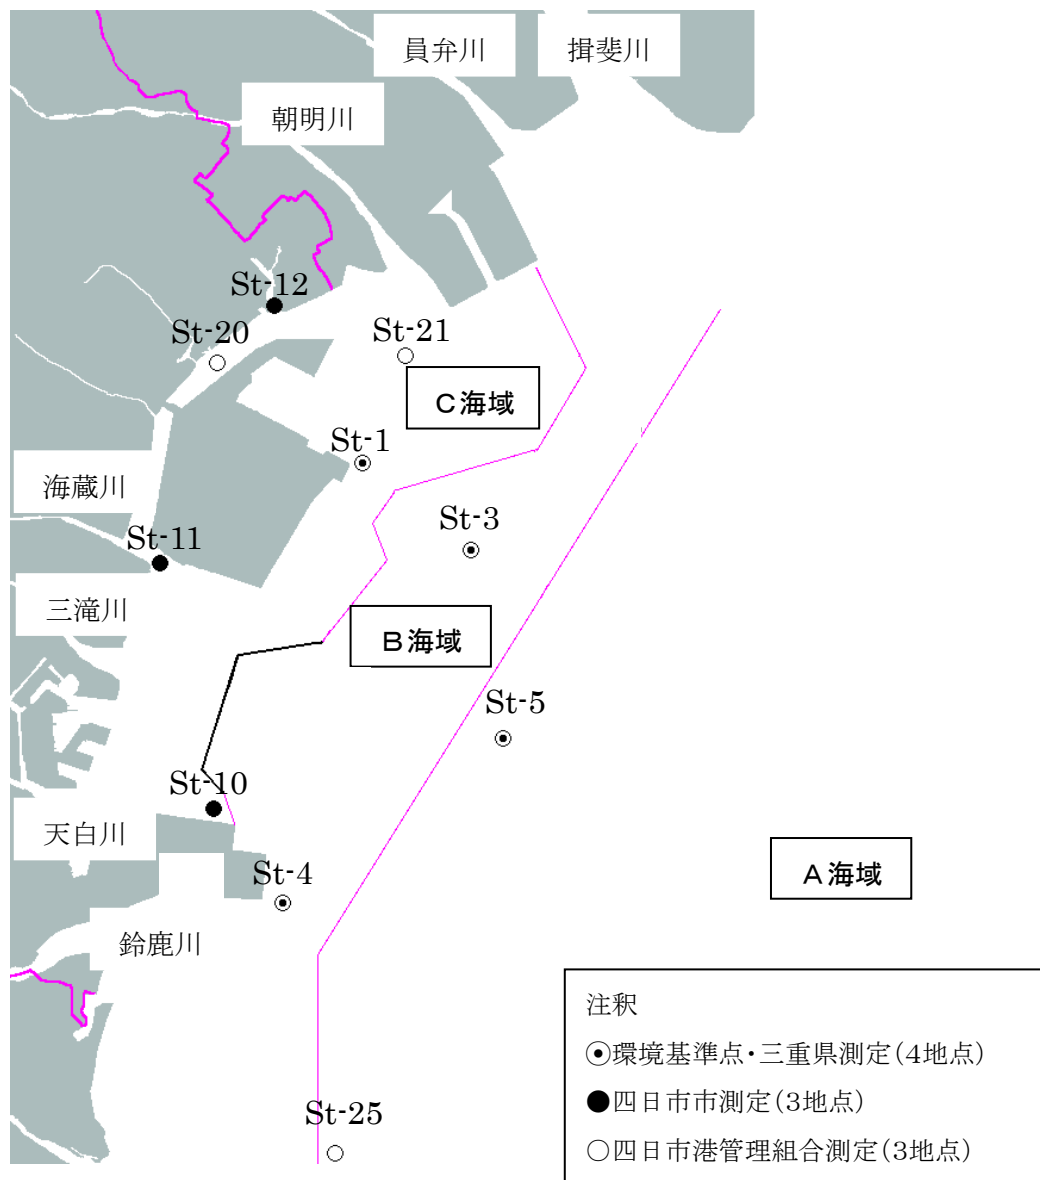 員弁川
揖斐川
朝明川
St-12
St-20
St-21
C海域
St-1
海蔵川
St-3
St-11
三滝川
B海域
St-5
St-10
天白川
A海域
St-4
鈴鹿川
注釈
◉環境基準点・三重県測定(4地点)
●四日市市測定(3地点)
St-25
○四日市港管理組合測定(3地点)